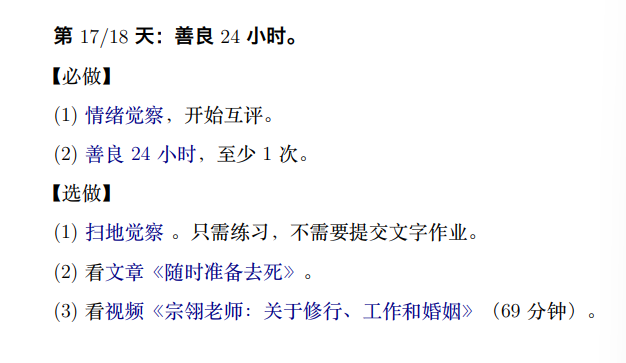 第 17/18 天：善良 24 小时。
【必做】
(1) 情绪觉察，开始互评。
(2) 善良 24 小时，至少 1 次。
【选做】
(1) 扫地觉察 。只需练习，不需要提交文字作业。
(2) 看文章《随时准备去死》。
(3) 看视频《宗翎老师：关于修行、工作和婚姻》（69 分钟）。